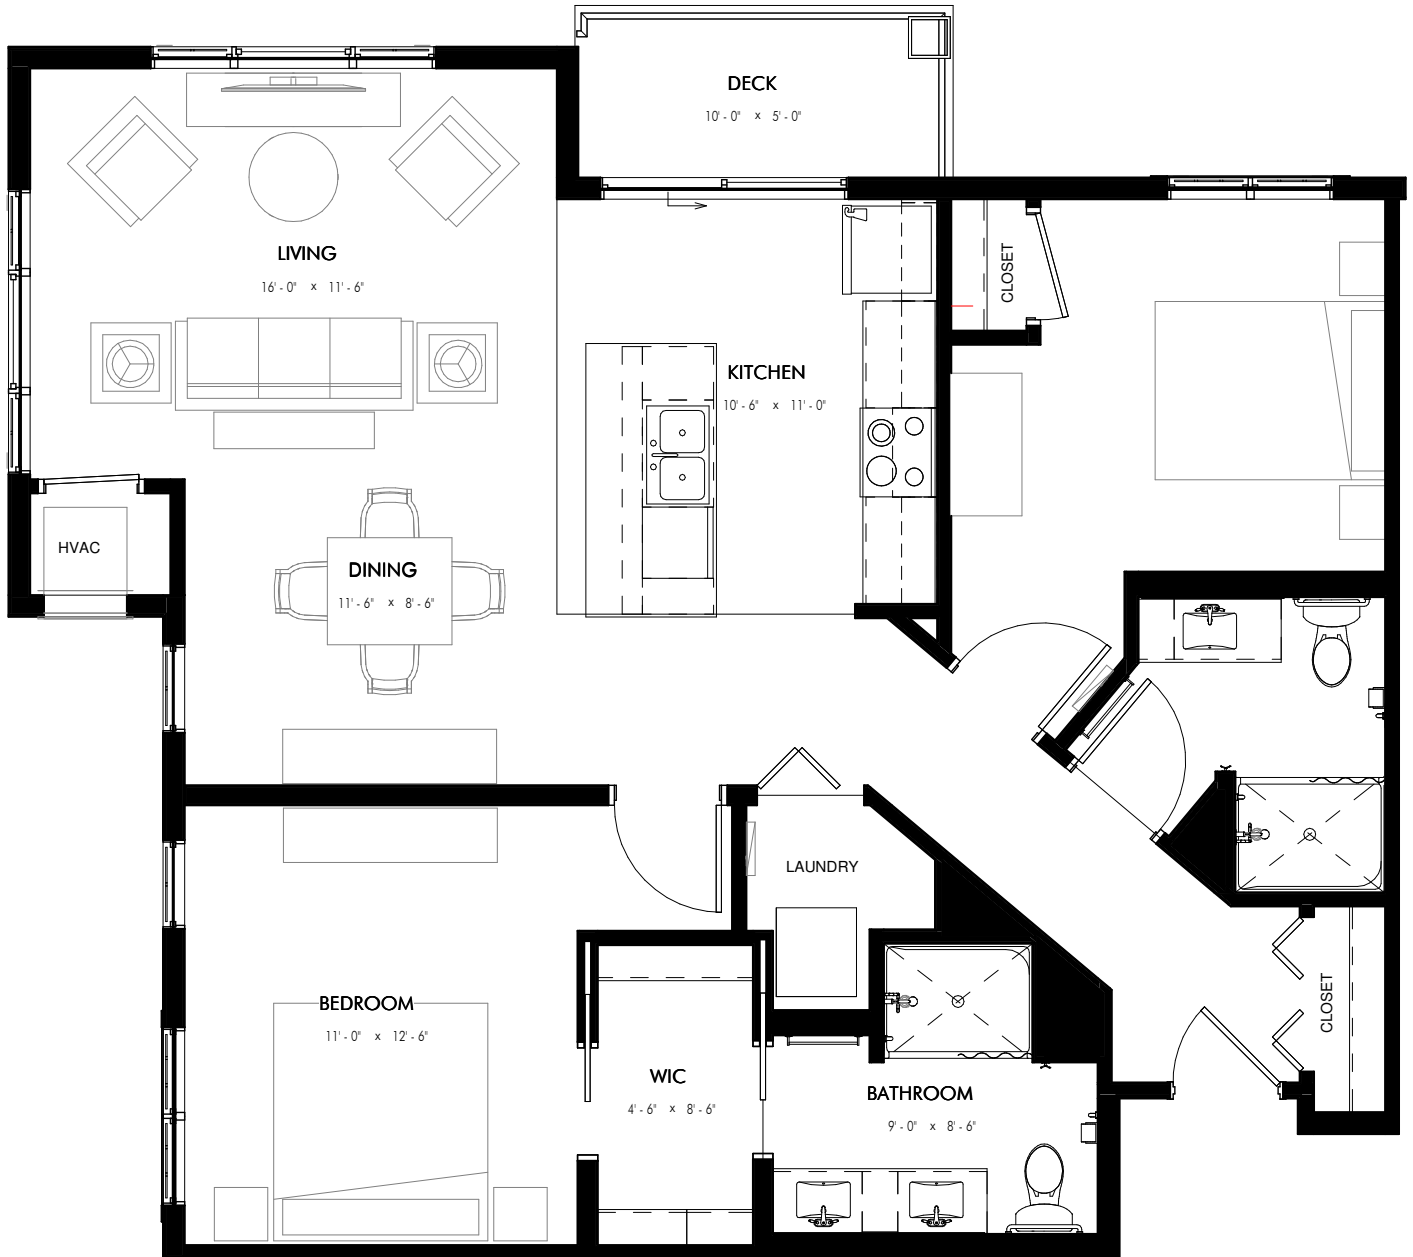 DECK
10' - 0" x 5' - 0"
LIVING
16' - 0" x 11' - 6"
CLOSET
KITCHEN
10' - 6" x 11' - 0"
HVAC
DINING
11' - 6" x 8' - 6"
LAUNDRY
BEDROOM
11' - 0" x 12' - 6"
CLOSET
WIC
4' - 6" x 8' - 6"
BATHROOM
9' - 0" x 8' - 6"